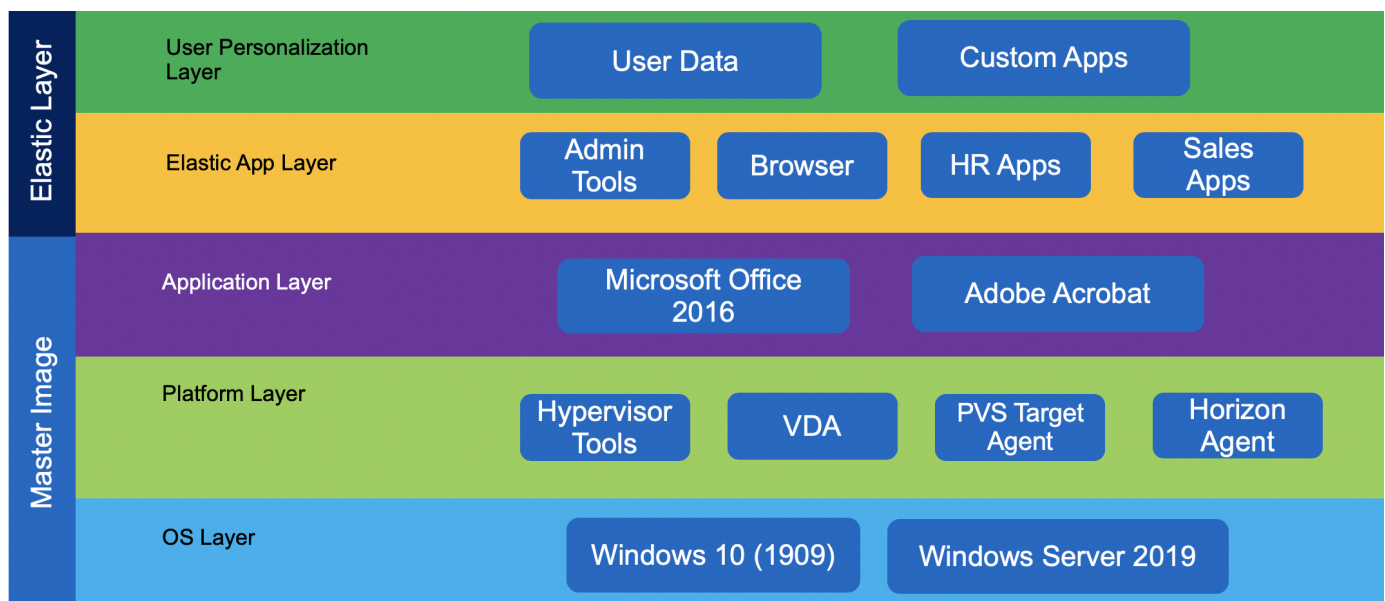 Elastic Layer
User Personalization
Layer
User Data
Custom Apps
Elastic App Layer
Admin
Tools
Browser
HR Apps
Sales
Apps
Master Image
Application Layer
Microsoft Office
2016
Adobe Acrobat
Platform Layer
Hypervisor
Tools
VDA
PVS Target
Agent
Horizon
Agent
OS Layer
Windows 10 (1909)
Windows Server 2019